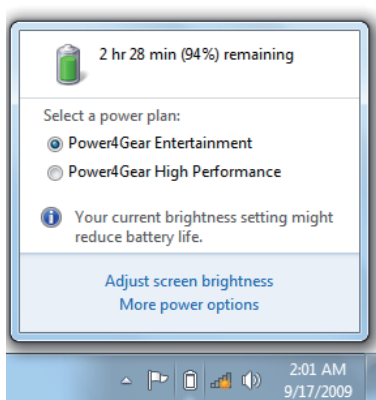 2 hr 28 min (94%) remaining
Select a power plan:
Power4Gear Entertainment
Power4Gear High Performance
Your current brightness setting might
reduce battery life.
Adjust screen brightness
More power options
2:01 AM
9/17/2009